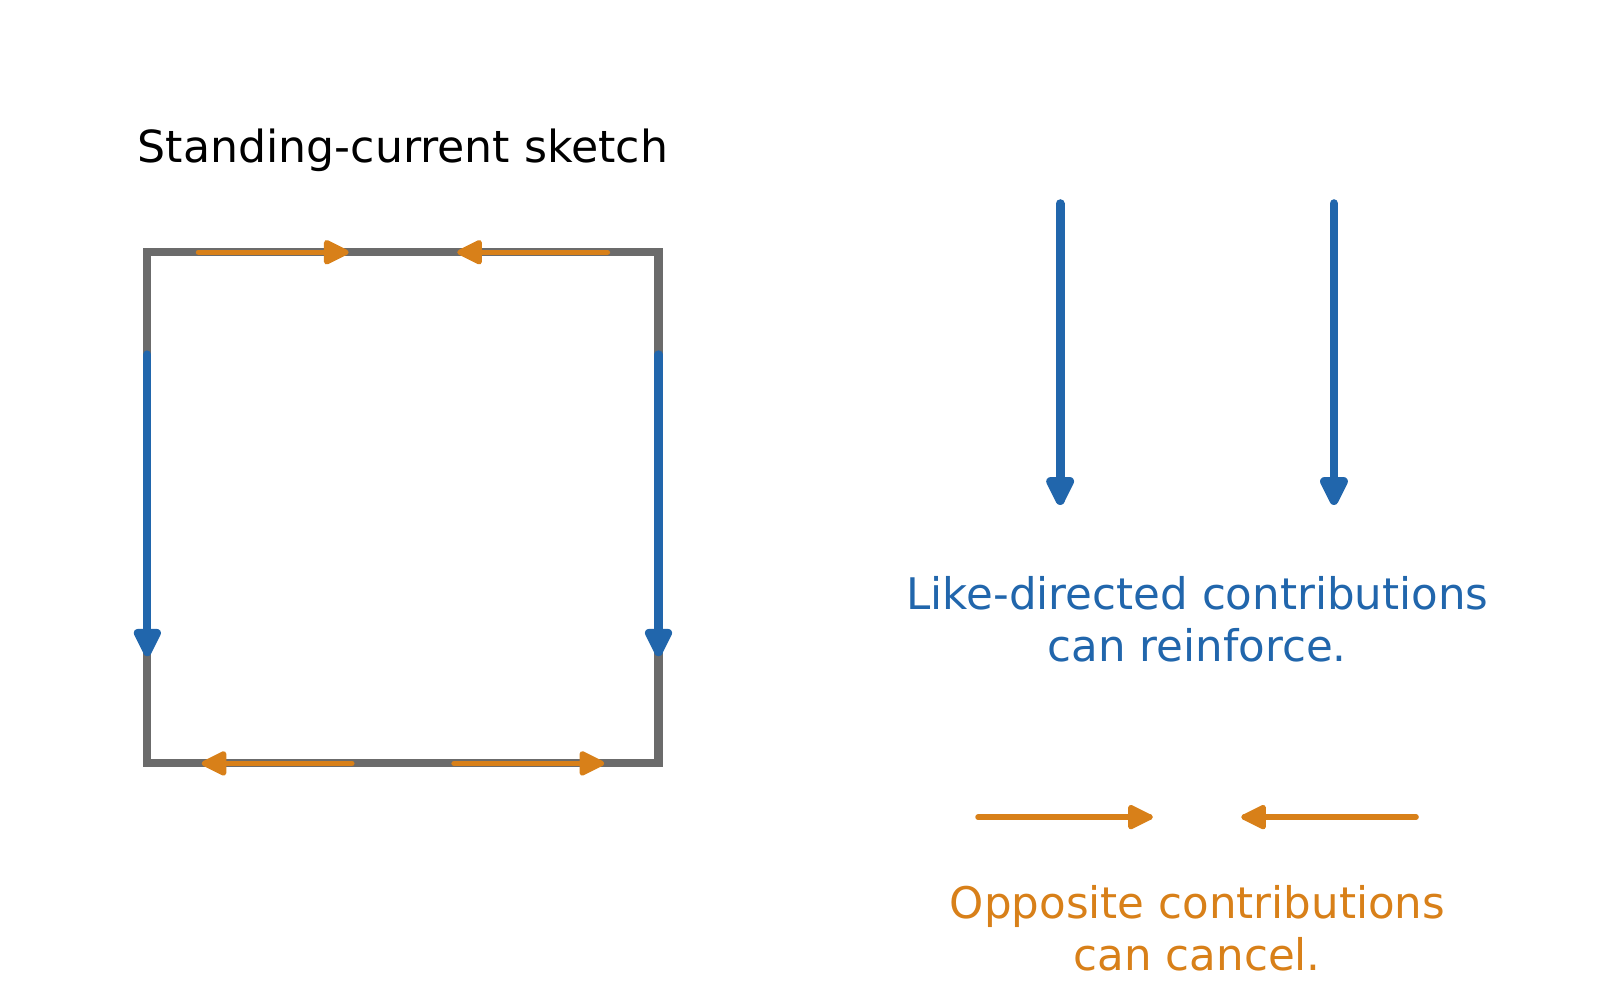 Standing-current sketch
Like-directed contributions
can reinforce.
Opposite contributions
can cancel.